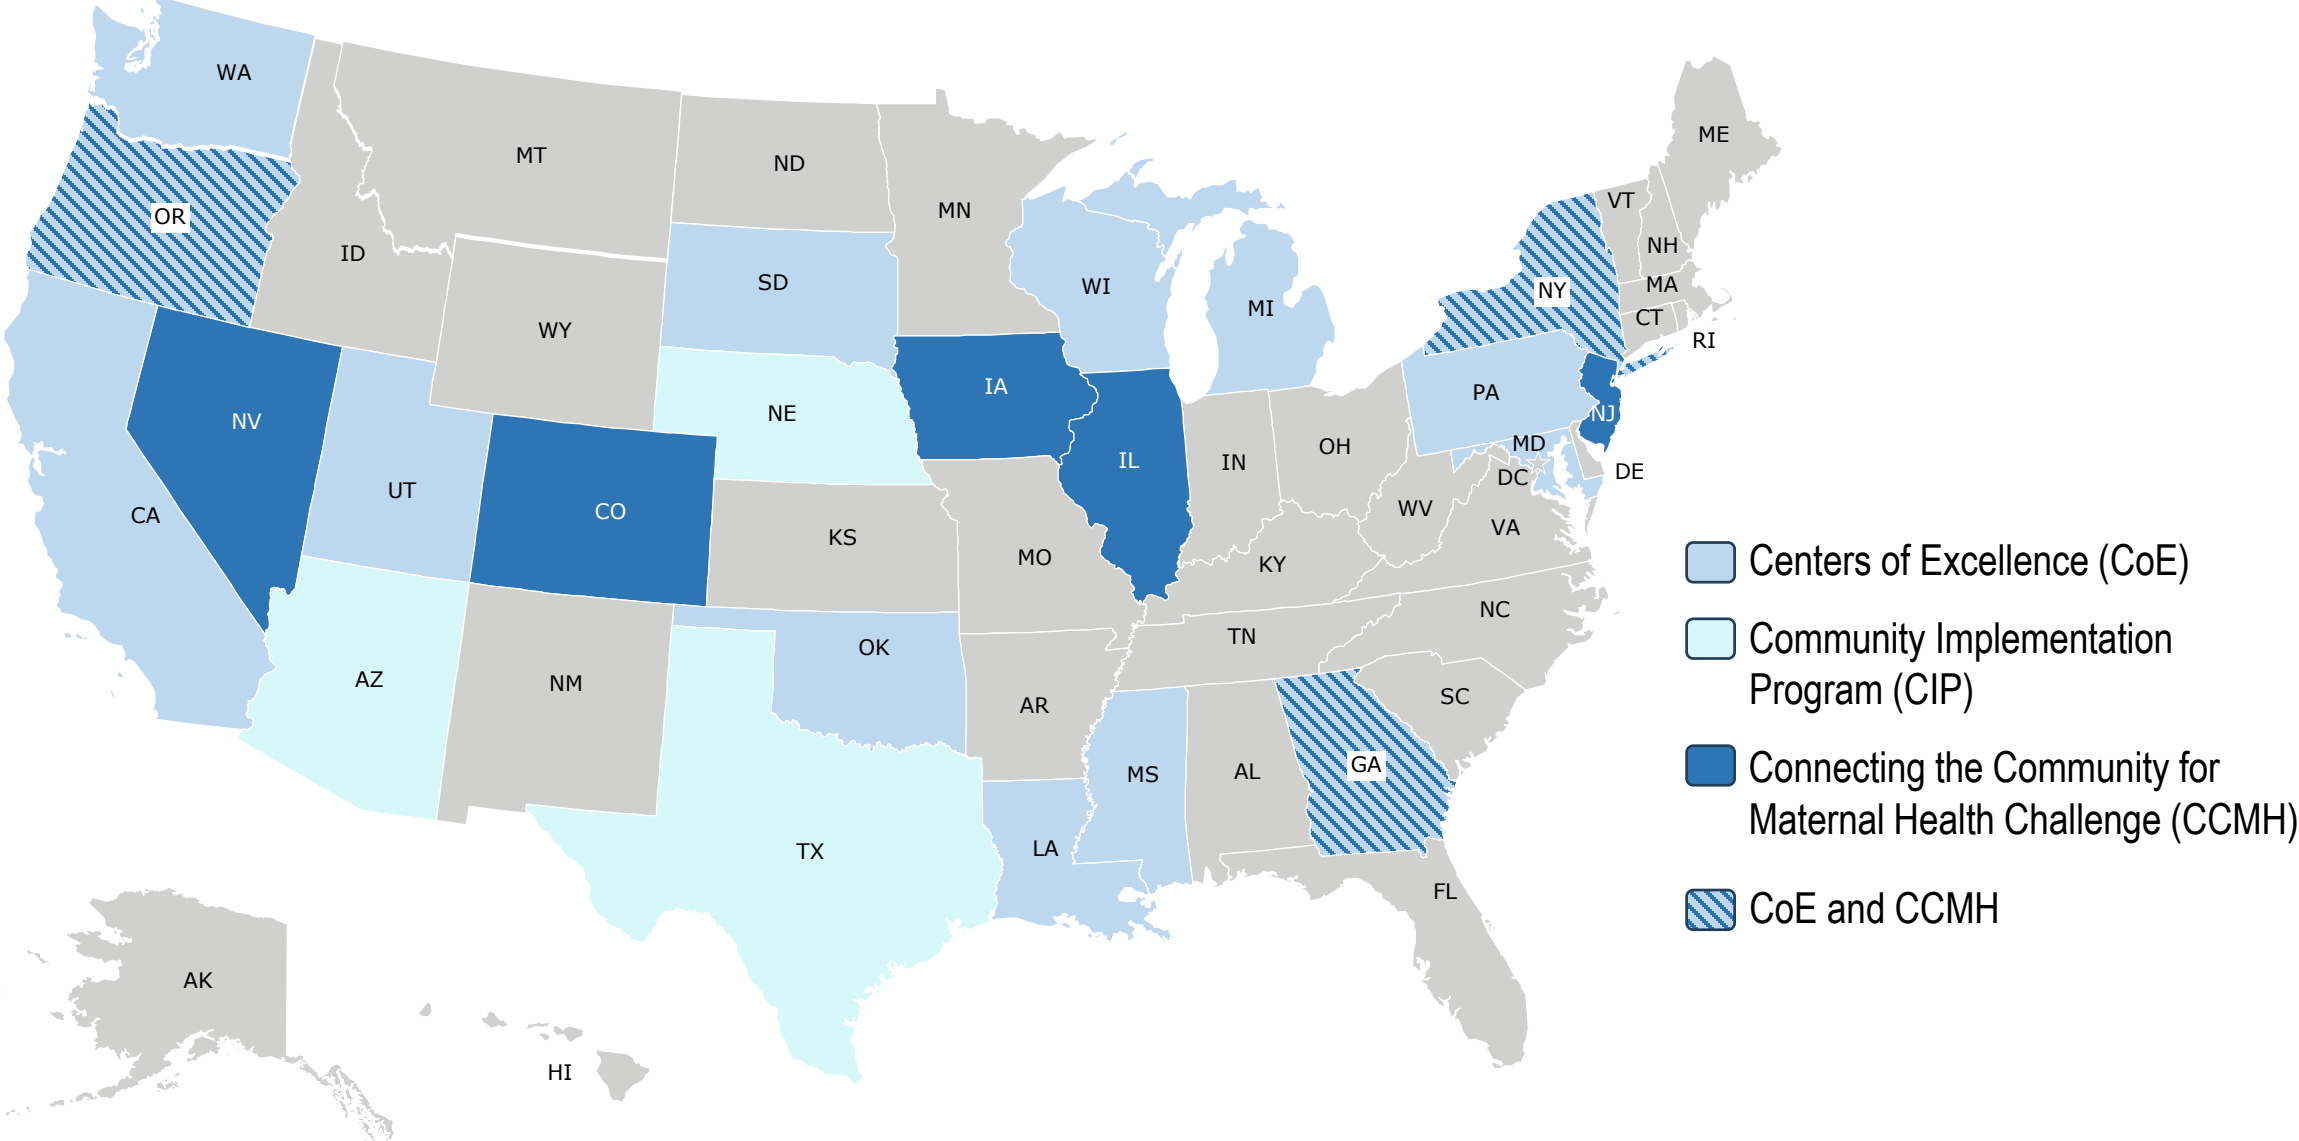 WA
MT
ND
MN
ME
OR
ID
SD
WI
MI
NY
VT
NH
MA
CT
RI
WY
NE
IA
PA
NJ
NV
UT
CO
IL
IN
OH
MD
DC
DE
CA
KS
MO
WV
VA
KY
AZ
NM
OK
AR
TN
NC
SC
MS
AL
GA
TX
LA
FL
AK
HI
Centers of Excellence (CoE)
Community Implementation
Program (CIP)
Connecting the Community for
Maternal Health Challenge (CCMH)
CoE and CCMH